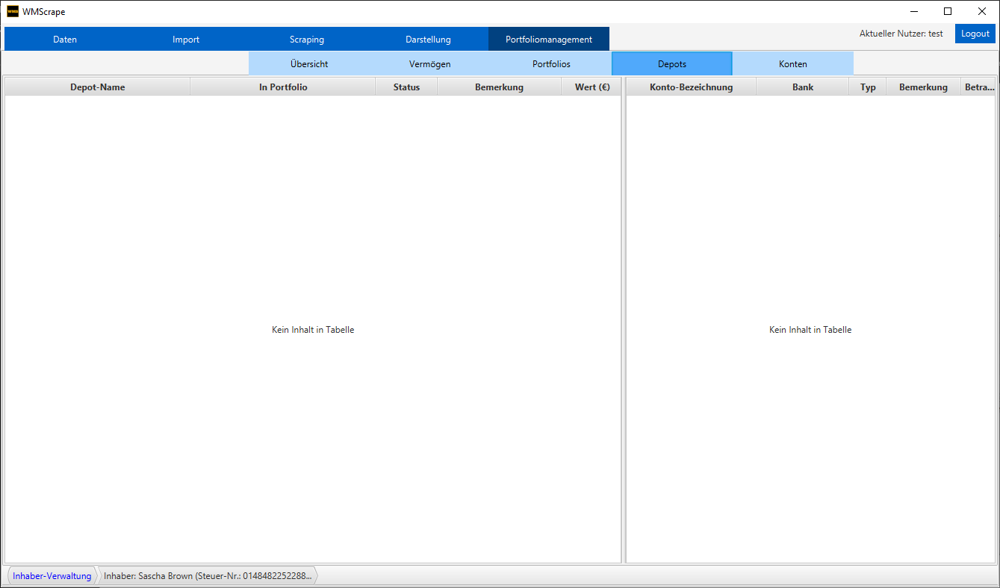 WMS WMScrape
Daten Import Scraping Darstellung Portfoliomanagement Aktueller Nutzer: test Logout
Übersicht Vermögen Portfolios Depots Konten
Depot-Name In Portfolio Status Bemerkung Wert (€) Konto-Bezeichnung Bank Typ Bemerkung Betra...
Kein Inhalt in Tabelle Kein Inhalt in Tabelle
Inhaber-Verwaltung Inhaber: Sascha Brown (Steuer-Nr.: 0148482252288...